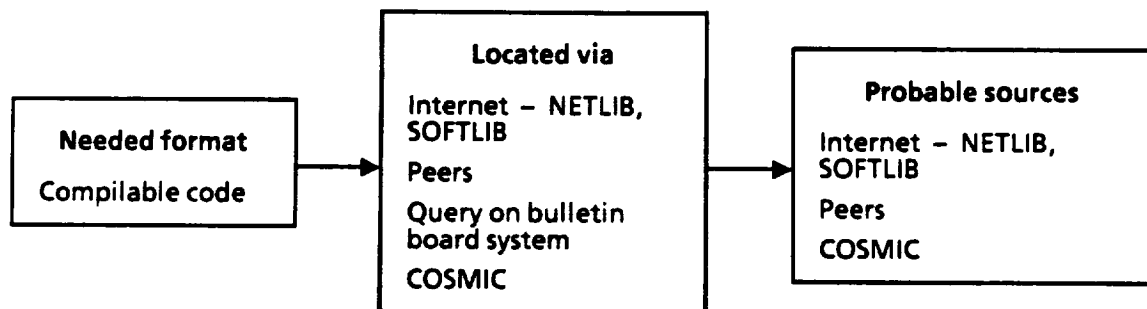 Needed format
Compilable code
Located via
Internet – NETLIB,
SOFTLIB
Peers
Query on bulletin
board system
COSMIC
Probable sources
Internet – NETLIB,
SOFTLIB
Peers
COSMIC